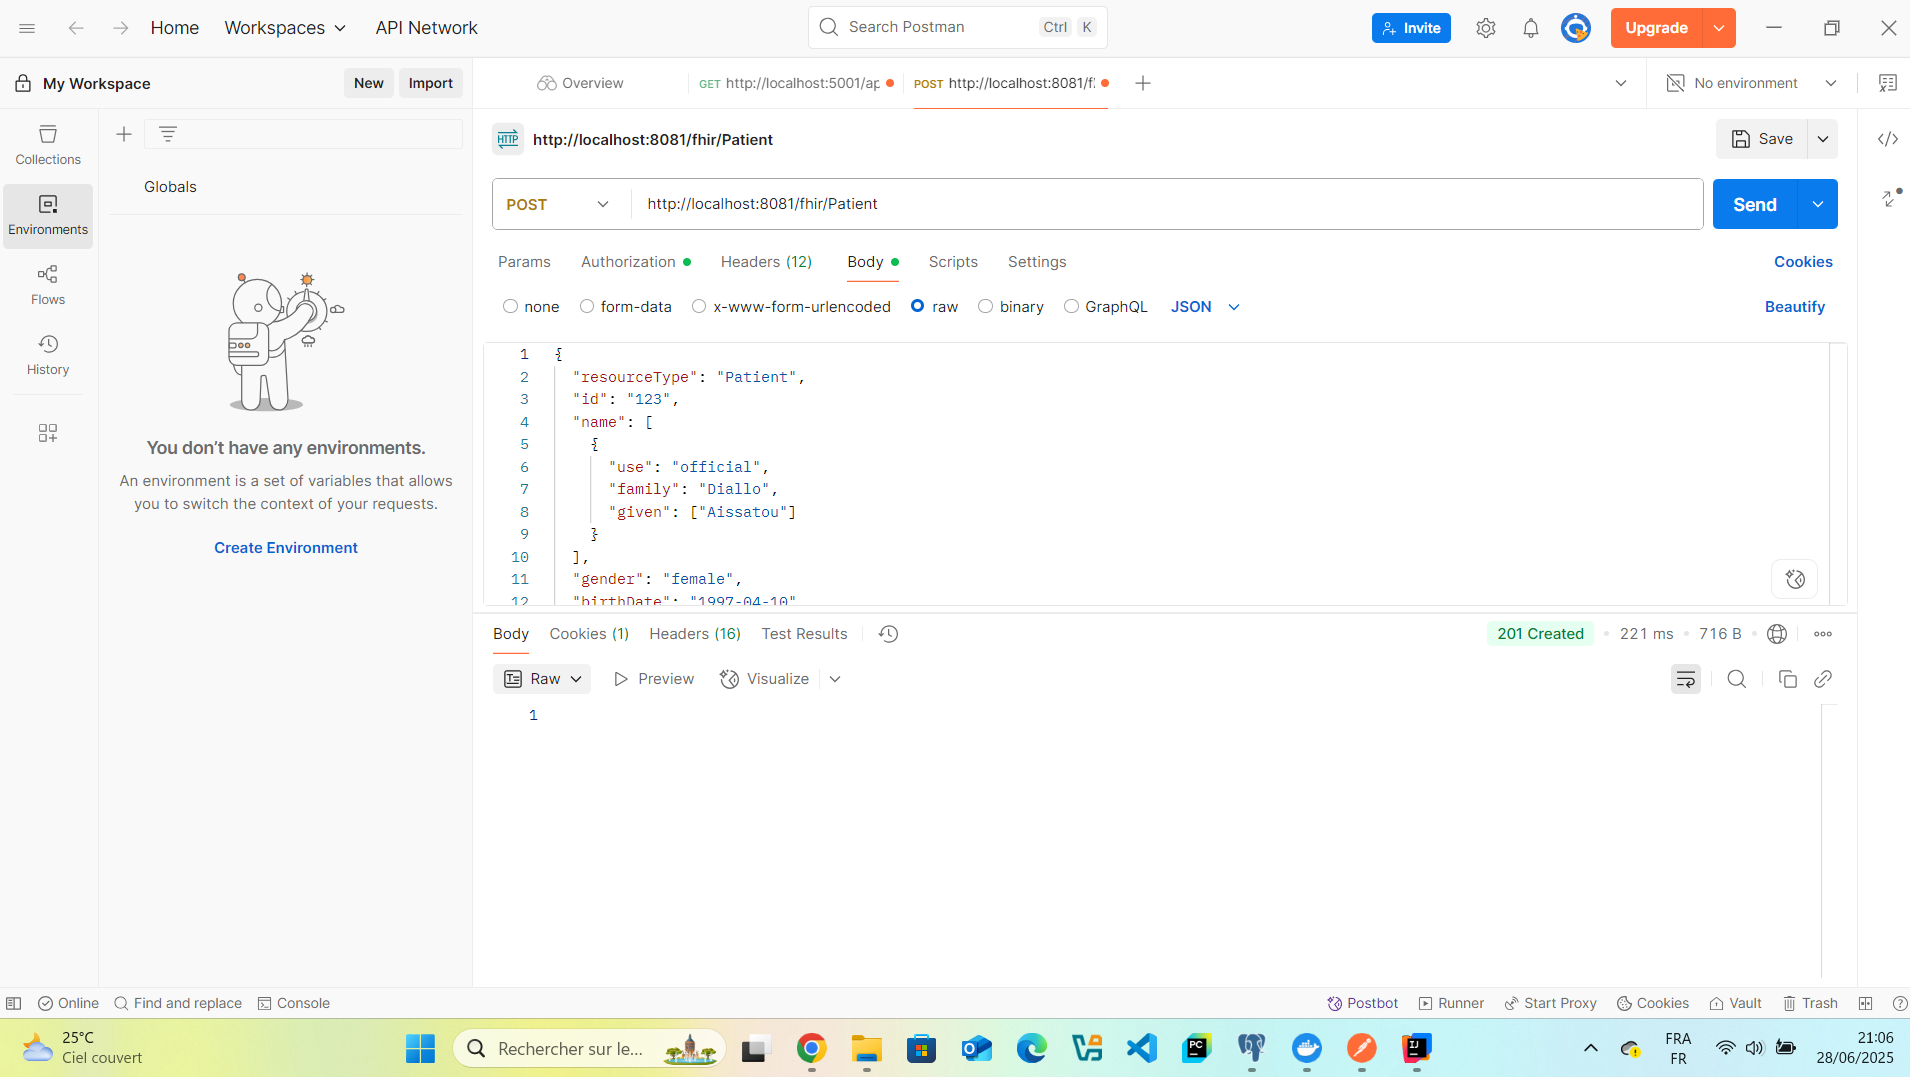 Home Workspaces API Network Search Postman Ctrl K Invite Upgrade
My Workspace New Import Overview GET http://localhost:5001/ap POST http://localhost:8081/f No environment
Collections
Environments
Flows
History
Globals
You don't have any environments.
An environment is a set of variables that allows
you to switch the context of your requests.
Create Environment
HTTP http://localhost:8081/fhir/Patient Save
POST http://localhost:8081/fhir/Patient Send
Params Authorization Headers (12) Body Scripts Settings Cookies
none form-data x-www-form-urlencoded raw binary GraphQL JSON Beautify
1 {
2 "resourceType": "Patient",
3 "id": "123",
4 "name": [
5 {
6 "use": "official",
7 "family": "Diallo",
8 "given": ["Aissatou"]
9 }
10 ],
11 "gender": "female",
12 "birthDate": "1997-04-10"
Body Cookies (1) Headers (16) Test Results 201 Created 221 ms 716 B
Raw Preview Visualize
1
Online Find and replace Console Postbot Runner Start Proxy Cookies Vault Trash
25°C
Ciel couvert
Rechercher sur le...
PC
IJ
FRA
FR
21:06
28/06/2025